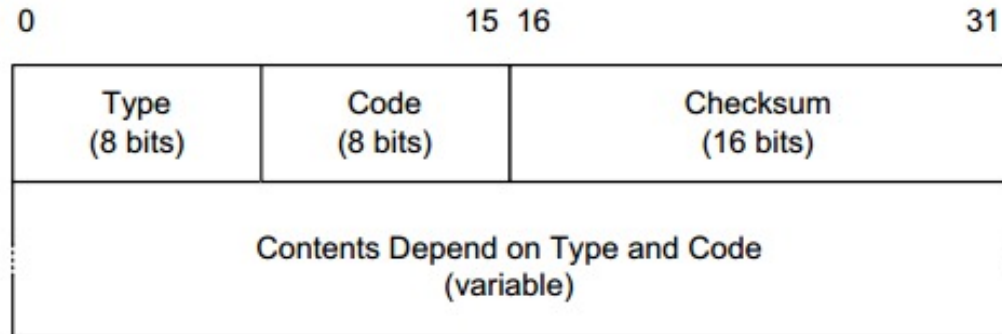 0 15 16 31
Type Code Checksum
(8 bits) (8 bits) (16 bits)
Contents Depend on Type and Code
(variable)